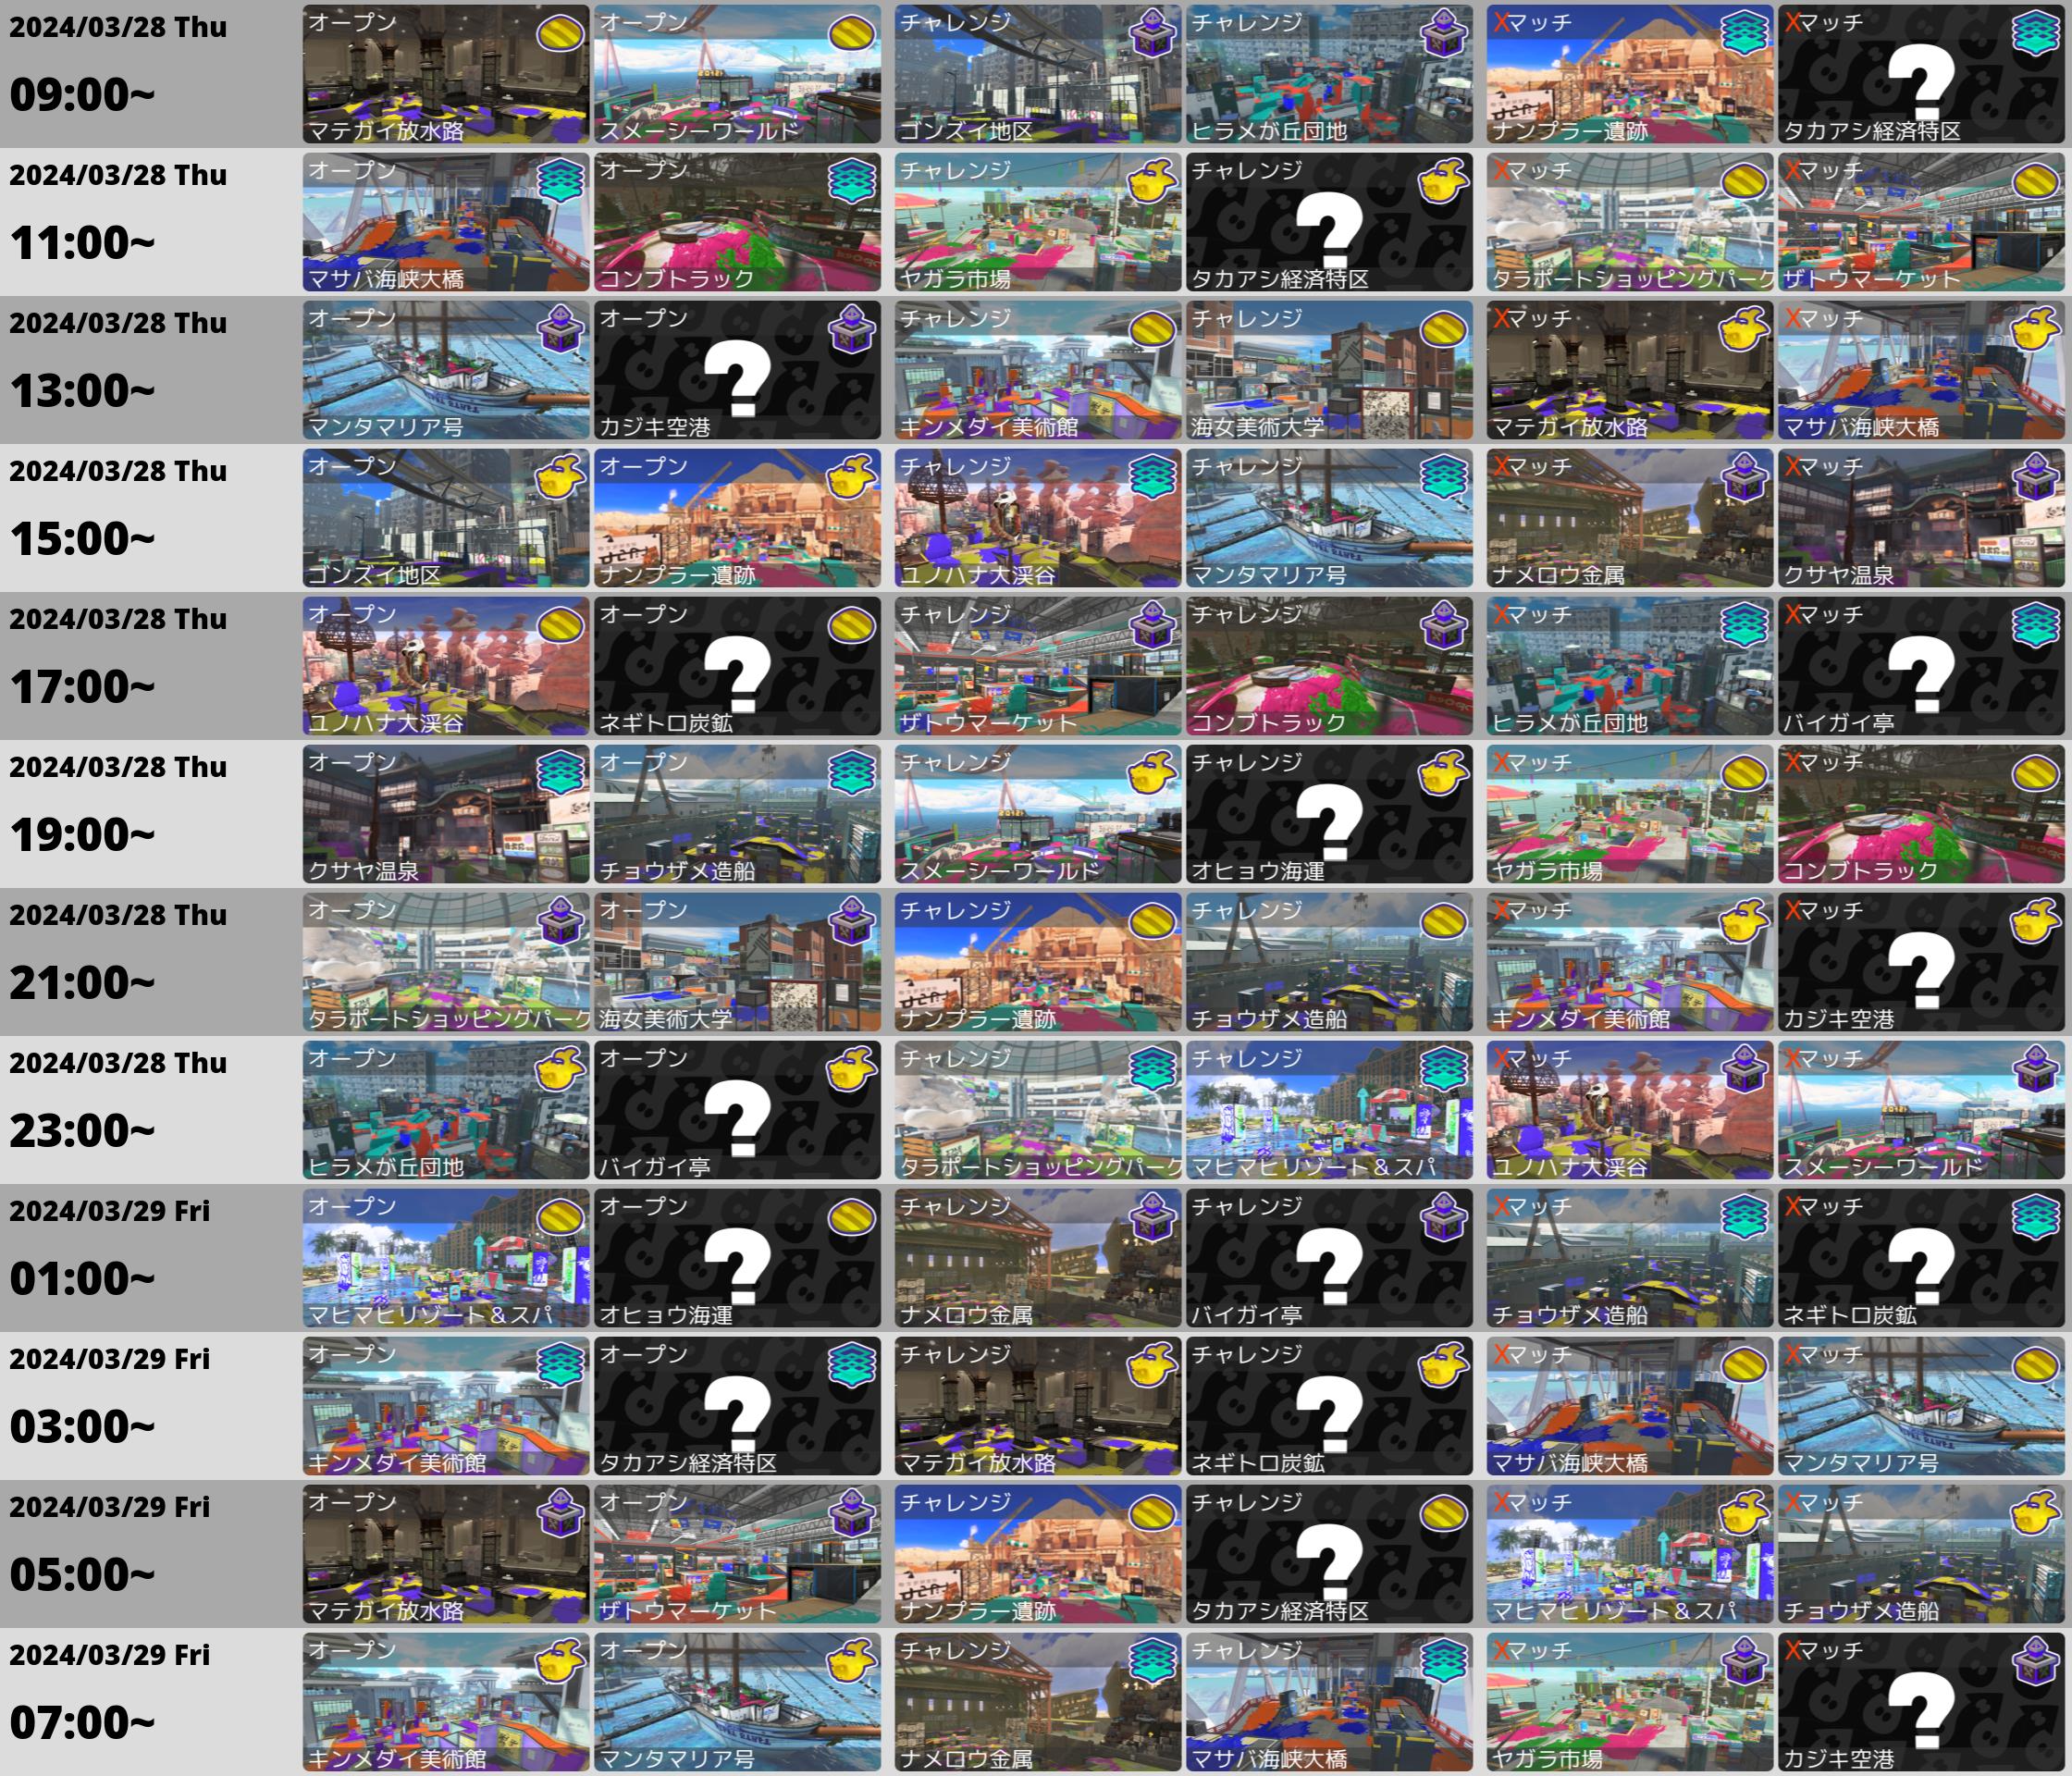 2024/03/28 Thu
09:00~
オープン
マテガイ放水路
オープン
スメーシーワールド
チャレンジ
ゴンズイ地区
チャレンジ
ヒラメが丘団地
Xマッチ
ナンプラー遺跡
Xマッチ
?
タカアシ経済特区
2024/03/28 Thu
11:00~
オープン
マサバ海峡大橋
オープン
コンブトラック
チャレンジ
ヤガラ市場
チャレンジ
?
タカアシ経済特区
Xマッチ
タラポートショッピングパーク
Xマッチ
ザトウマーケット
2024/03/28 Thu
13:00~
オープン
マンタマリア号
オープン
?
カジキ空港
チャレンジ
キンメダイ美術館
チャレンジ
海女美術大学
Xマッチ
マテガイ放水路
Xマッチ
マサバ海峡大橋
2024/03/28 Thu
15:00~
オープン
ゴンズイ地区
オープン
ナンプラー遺跡
チャレンジ
ユノハナ大渓谷
チャレンジ
マンタマリア号
Xマッチ
ナメロウ金属
Xマッチ
クサヤ温泉
2024/03/28 Thu
17:00~
オープン
ユノハナ大渓谷
オープン
?
ネギトロ炭鉱
チャレンジ
ザトウマーケット
チャレンジ
コンブトラック
Xマッチ
ヒラメが丘団地
Xマッチ
?
バイガイ亭
2024/03/28 Thu
19:00~
オープン
クサヤ温泉
オープン
チョウザメ造船
チャレンジ
スメーシーワールド
チャレンジ
?
オヒョウ海運
Xマッチ
ヤガラ市場
Xマッチ
コンブトラック
2024/03/28 Thu
21:00~
オープン
タラポートショッピングパーク
オープン
海女美術大学
チャレンジ
ナンプラー遺跡
チャレンジ
チョウザメ造船
Xマッチ
キンメダイ美術館
Xマッチ
?
カジキ空港
2024/03/28 Thu
23:00~
オープン
ヒラメが丘団地
オープン
?
バイガイ亭
チャレンジ
タラポートショッピングパーク
チャレンジ
マヒマヒリゾート＆スパ
Xマッチ
ユノハナ大渓谷
Xマッチ
スメーシーワールド
2024/03/29 Fri
01:00~
オープン
マヒマヒリゾート＆スパ
オープン
?
オヒョウ海運
チャレンジ
ナメロウ金属
チャレンジ
?
バイガイ亭
Xマッチ
チョウザメ造船
Xマッチ
?
ネギトロ炭鉱
2024/03/29 Fri
03:00~
オープン
キンメダイ美術館
オープン
?
タカアシ経済特区
チャレンジ
マテガイ放水路
チャレンジ
?
ネギトロ炭鉱
Xマッチ
マサバ海峡大橋
Xマッチ
マンタマリア号
2024/03/29 Fri
05:00~
オープン
マテガイ放水路
オープン
ザトウマーケット
チャレンジ
ナンプラー遺跡
チャレンジ
?
タカアシ経済特区
Xマッチ
マヒマヒリゾート＆スパ
Xマッチ
チョウザメ造船
2024/03/29 Fri
07:00~
オープン
キンメダイ美術館
オープン
マンタマリア号
チャレンジ
ナメロウ金属
チャレンジ
マサバ海峡大橋
Xマッチ
ヤガラ市場
Xマッチ
?
カジキ空港